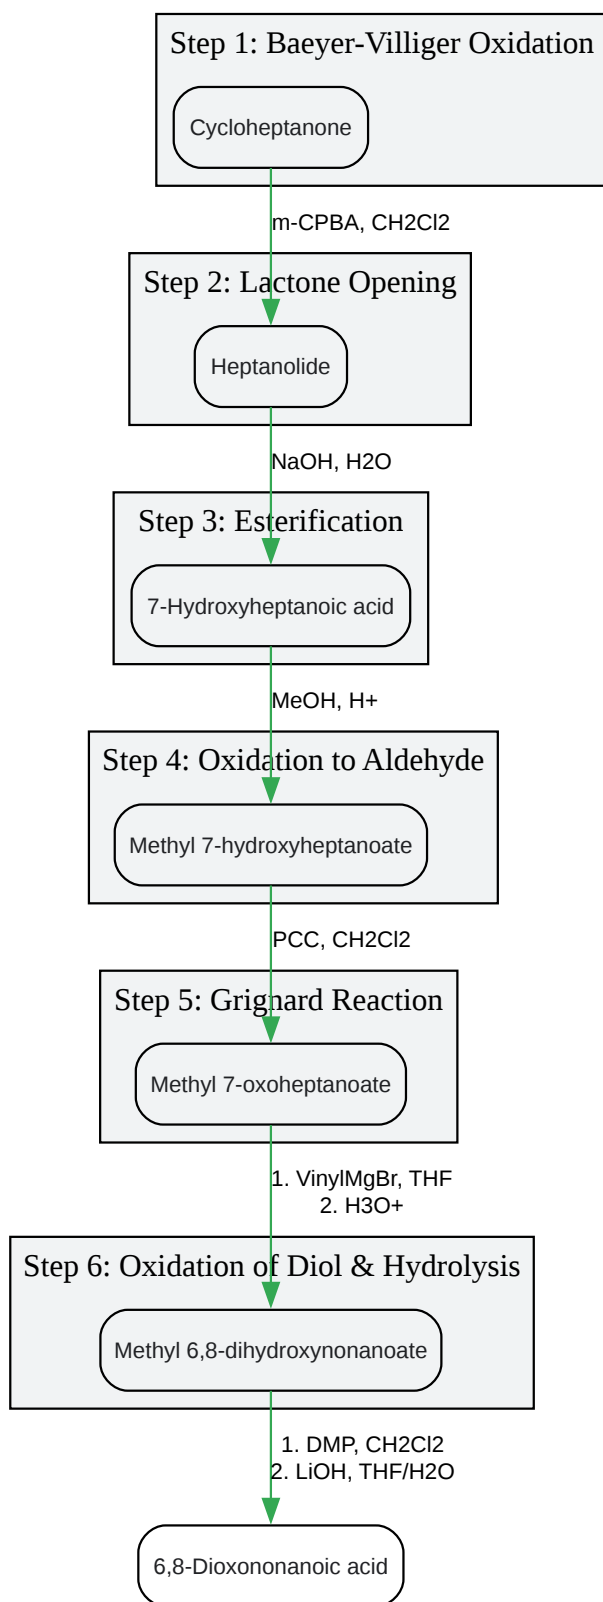 Step 1: Baeyer-Villiger Oxidation
Cycloheptanone
m-CPBA, CH2Cl2
Step 2: Lactone Opening
Heptanolide
NaOH, H2O
Step 3: Esterification
7-Hydroxyheptanoic acid
MeOH, H+
Step 4: Oxidation to Aldehyde
Methyl 7-hydroxyheptanoate
PCC, CH2Cl2
Step 5: Grignard Reaction
Methyl 7-oxoheptanoate
1. VinylMgBr, THF
2. H3O+
Step 6: Oxidation of Diol & Hydrolysis
Methyl 6,8-dihydroxynonanoate
1. DMP, CH2Cl2
2. LiOH, THF/H2O
6,8-Dioxononanoic acid